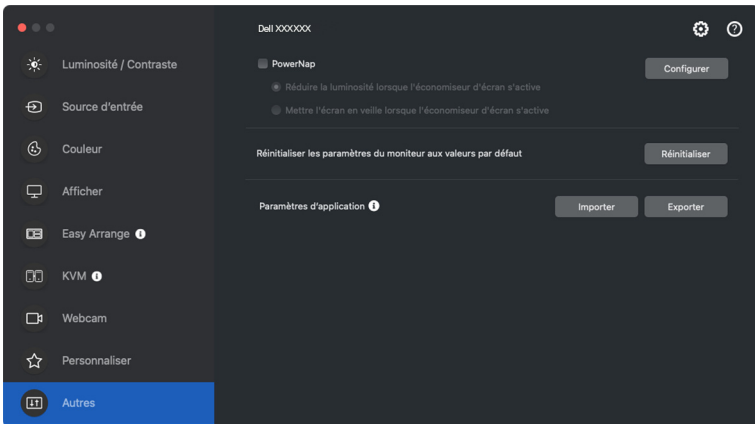 Dell XXXXXX
Luminosité / Contraste
Source d'entrée
Couleur
Afficher
Easy Arrange
KVM
Webcam
Personnaliser
Autres
PowerNap
Configurer
Réduire la luminosité lorsque l'économiseur d'écran s'active
Mettre l'écran en veille lorsque l'économiseur d'écran s'active
Réinitialiser les paramètres du moniteur aux valeurs par défaut
Réinitialiser
Paramètres d'application
Importer
Exporter